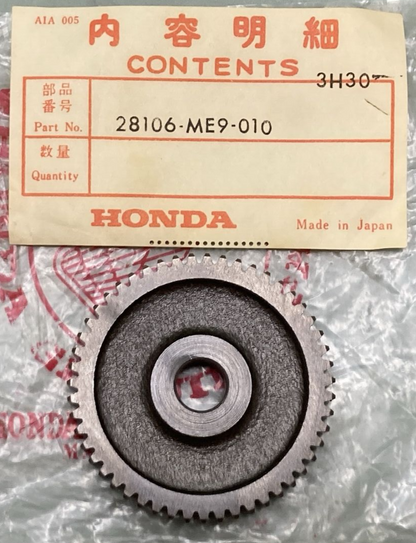 AIA 005
内容明細
CONTENTS
3H30
部品
番号
Part No. 28106-ME9-010
数量
Quantity
HONDA
Made in Japan
HONDA